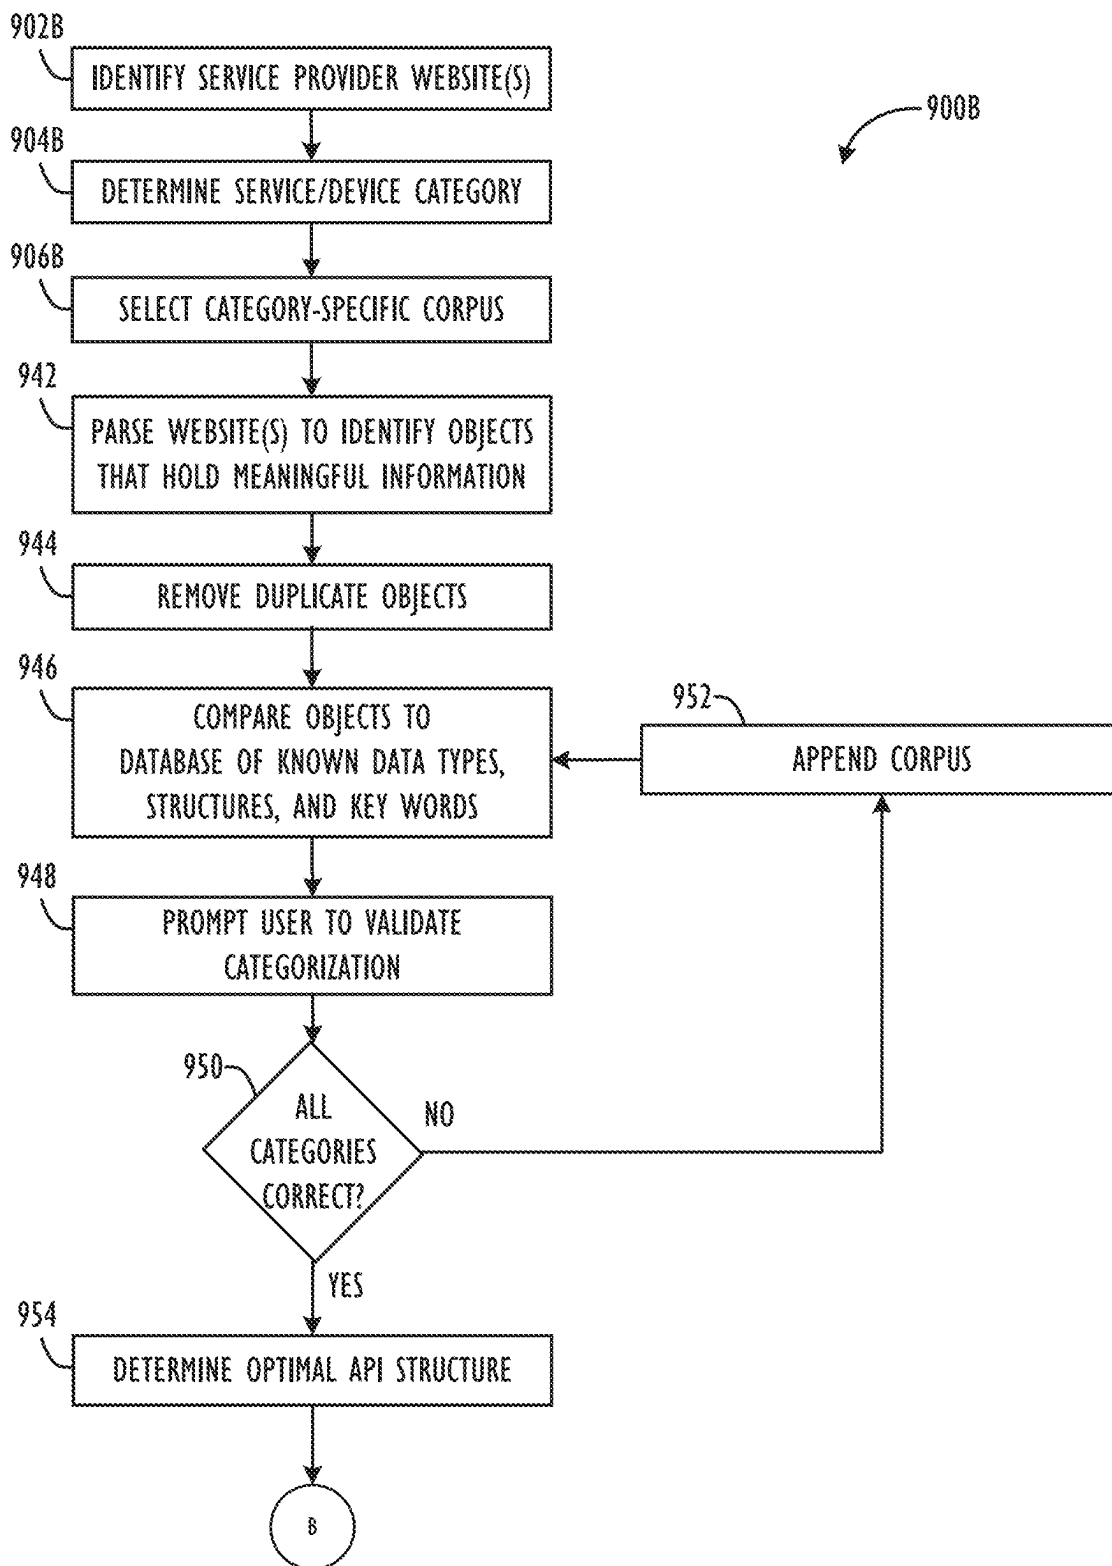 902B
IDENTIFY SERVICE PROVIDER WEBSITE(S)
900B
904B
DETERMINE SERVICE/DEVICE CATEGORY
906B
SELECT CATEGORY-SPECIFIC CORPUS
942
PARSE WEBSITE(S) TO IDENTIFY OBJECTS
THAT HOLD MEANINGFUL INFORMATION
944
REMOVE DUPLICATE OBJECTS
946
COMPARE OBJECTS TO
DATABASE OF KNOWN DATA TYPES,
STRUCTURES, AND KEY WORDS
952
APPEND CORPUS
948
PROMPT USER TO VALIDATE
CATEGORIZATION
950
ALL
CATEGORIES
CORRECT?
NO
YES
954
DETERMINE OPTIMAL API STRUCTURE
B